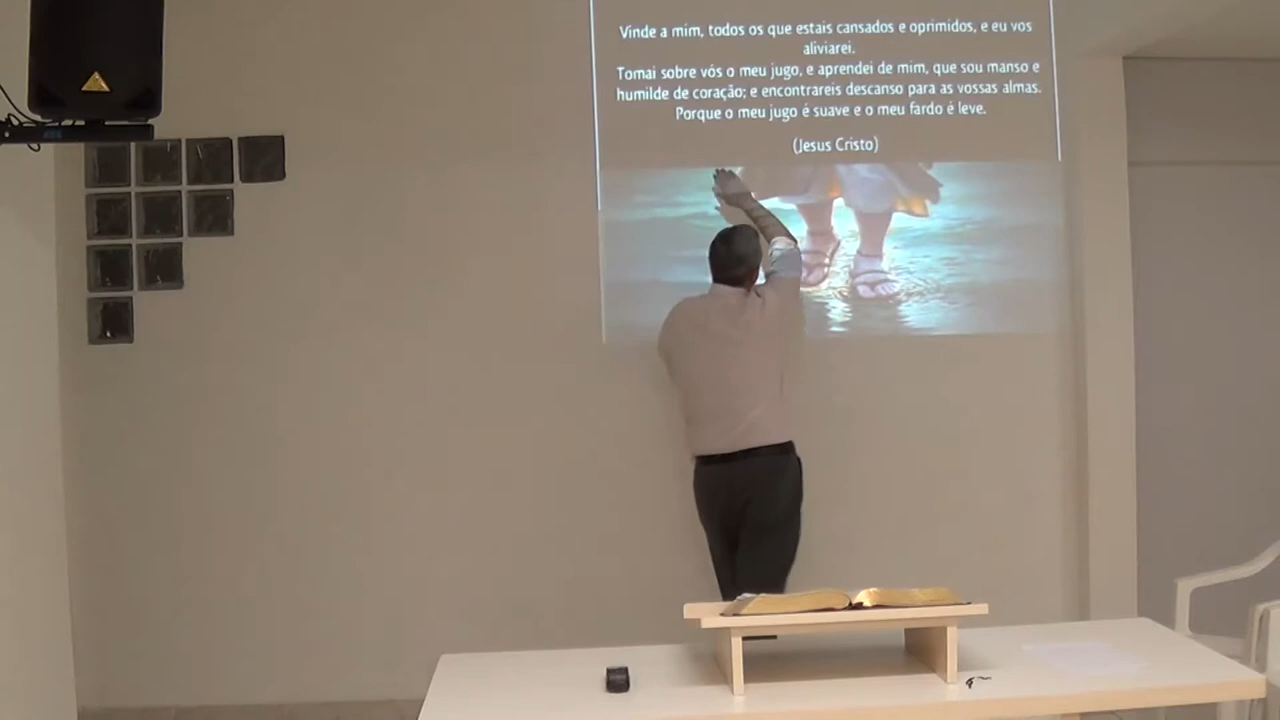 Vinde a mim, todos os que estais cansados e oprimidos, e eu vos
aliviarei.
Tomai sobre vós o meu jugo, e aprendei de mim, que sou manso e
humilde de coração; e encontrareis descanso para as vossas almas.
Porque o meu jugo é suave e o meu fardo é leve.
(Jesus Cristo)